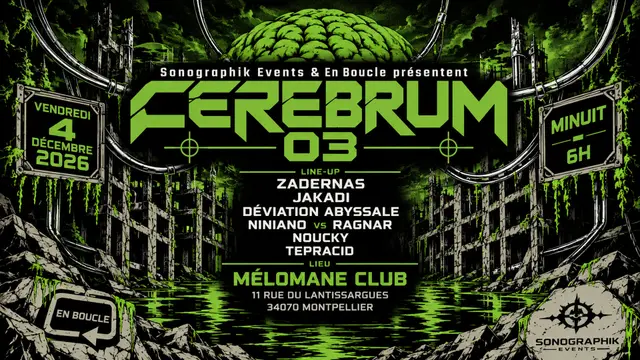 Sonographik Events & En Boucle présentent
CEREBRUM
03
VENDREDI
4
DÉCEMBRE
2026
MINUIT
-
6H
LINE-UP
ZADERNAS
JAKADI
DÉVIATION ABYSSALE
NINIANO VS RAGNAR
NOUCKY
TEPRACID
LIEU
MÉLOMANE CLUB
11 RUE DU LANTISSARGUES
34070 MONTPELLIER
EN BOUCLE
SONOGRAPHIK
EVENTS